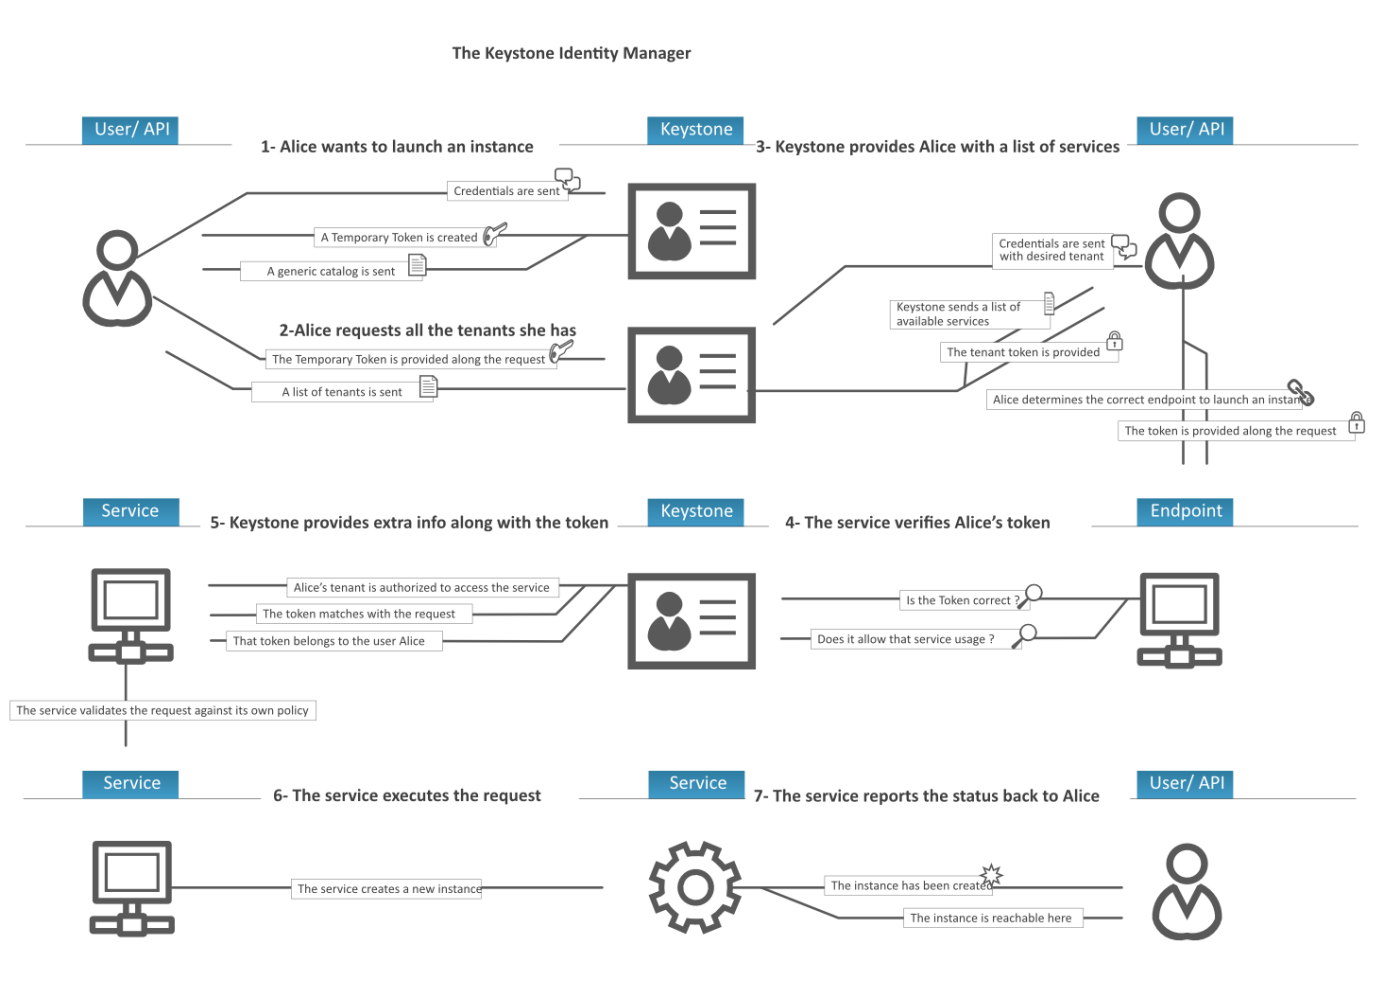 The Keystone Identity Manager
User/ API
Keystone
User/ API
1- Alice wants to launch an instance
3- Keystone provides Alice with a list of services
Credentials are sent
A Temporary Token is created
A generic catalog is sent
2-Alice requests all the tenants she has
The Temporary Token is provided along the request
A list of tenants is sent
Credentials are sent
with desired tenant
Keystone sends a list of
available services
The tenant token is provided
Alice determines the correct endpoint to launch an instance
The token is provided along the request
Service
Keystone
Endpoint
5- Keystone provides extra info along with the token
4- The service verifies Alice's token
Alice's tenant is authorized to access the service
The token matches with the request
That token belongs to the user Alice
Is the Token correct ?
Does it allow that service usage ?
The service validates the request against its own policy
Service
Service
User/ API
6- The service executes the request
7- The service reports the status back to Alice
The service creates a new instance
The instance has been created
The instance is reachable here